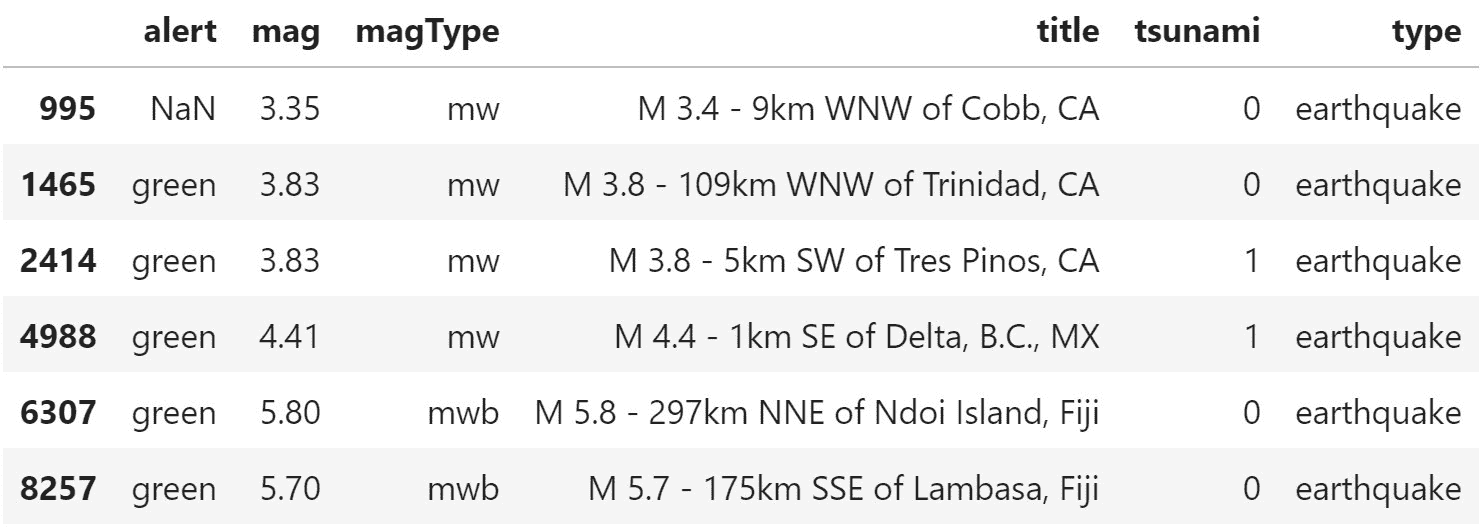 alert mag magType title tsunami type
995 NaN 3.35 mw M 3.4 - 9km WNW of Cobb, CA 0 earthquake
1465 green 3.83 mw M 3.8 - 109km WNW of Trinidad, CA 0 earthquake
2414 green 3.83 mw M 3.8 - 5km SW of Tres Pinos, CA 1 earthquake
4988 green 4.41 mw M 4.4 - 1km SE of Delta, B.C., MX 1 earthquake
6307 green 5.80 mwb M 5.8 - 297km NNE of Ndoi Island, Fiji 0 earthquake
8257 green 5.70 mwb M 5.7 - 175km SSE of Lambasa, Fiji 0 earthquake